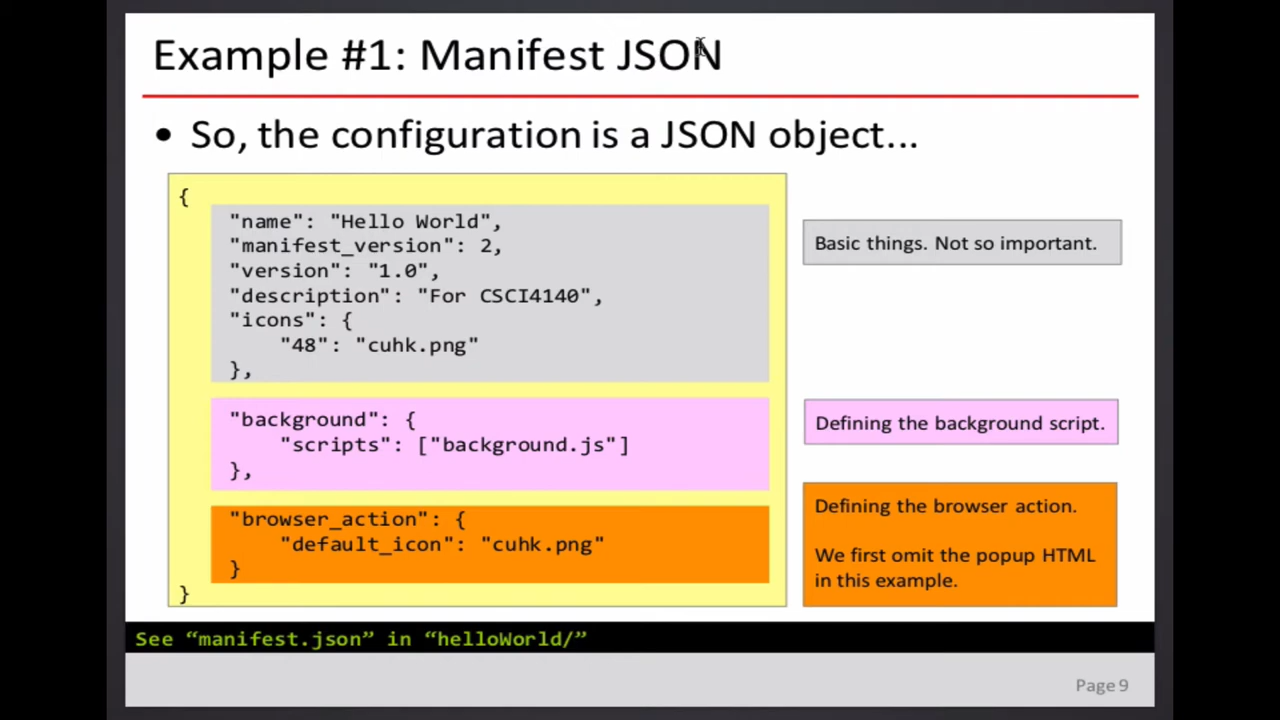 Example #1: Manifest JSON
• So, the configuration is a JSON object...
{
"name": "Hello World",
"manifest_version": 2,
"version": "1.0",
"description": "For CSCI4140",
"icons": {
"48": "cuhk.png"
},
"background": {
"scripts": ["background.js"]
},
"browser_action": {
"default_icon": "cuhk.png"
}
}
Basic things. Not so important.
Defining the background script.
Defining the browser action.
We first omit the popup HTML
in this example.
See “manifest.json” in “helloWorld/”
Page 9